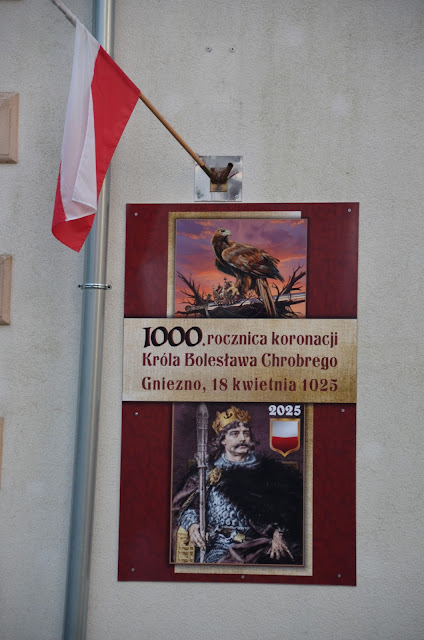 1000. rocznica koronacji
Króla Bolesława Chrobrego
Gniezno, 18 kwietnia 1025
2025